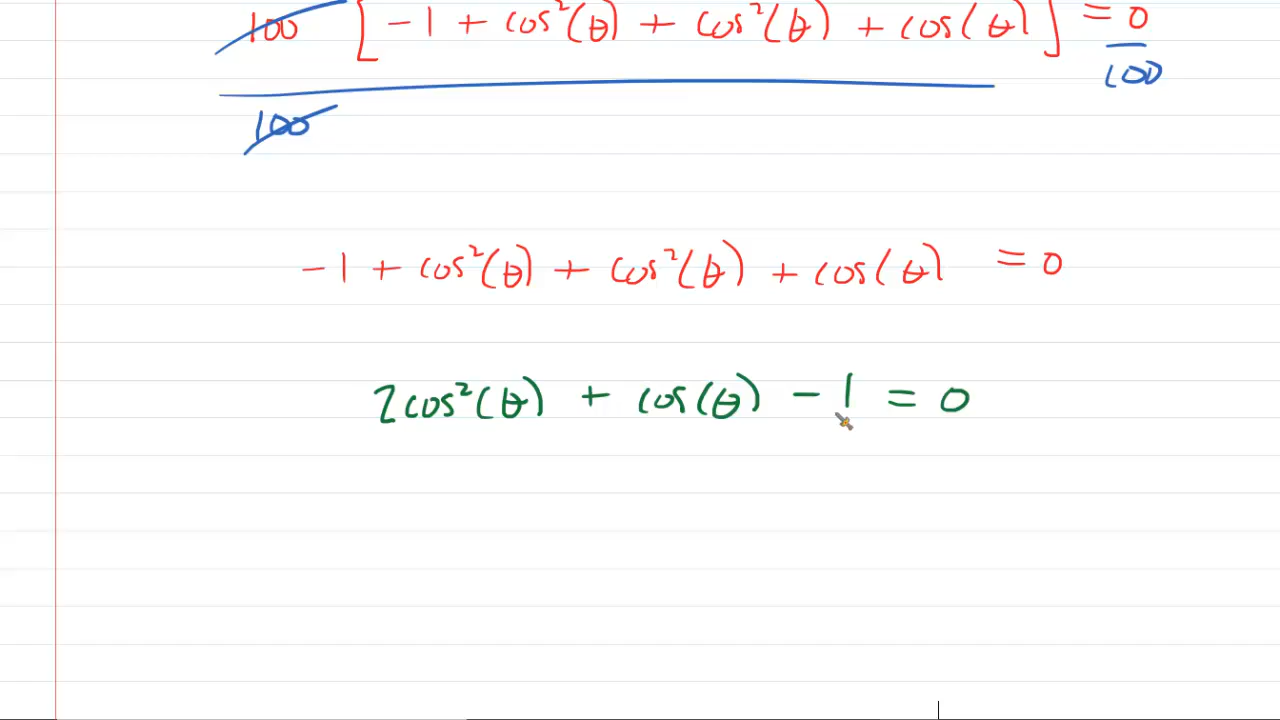 100 [ -1 + cos²(θ) + cos²(θ) + cos(θ) ] = 0
100 100
-1 + cos²(θ) + cos²(θ) + cos(θ) = 0
2cos²(θ) + cos(θ) - 1 = 0